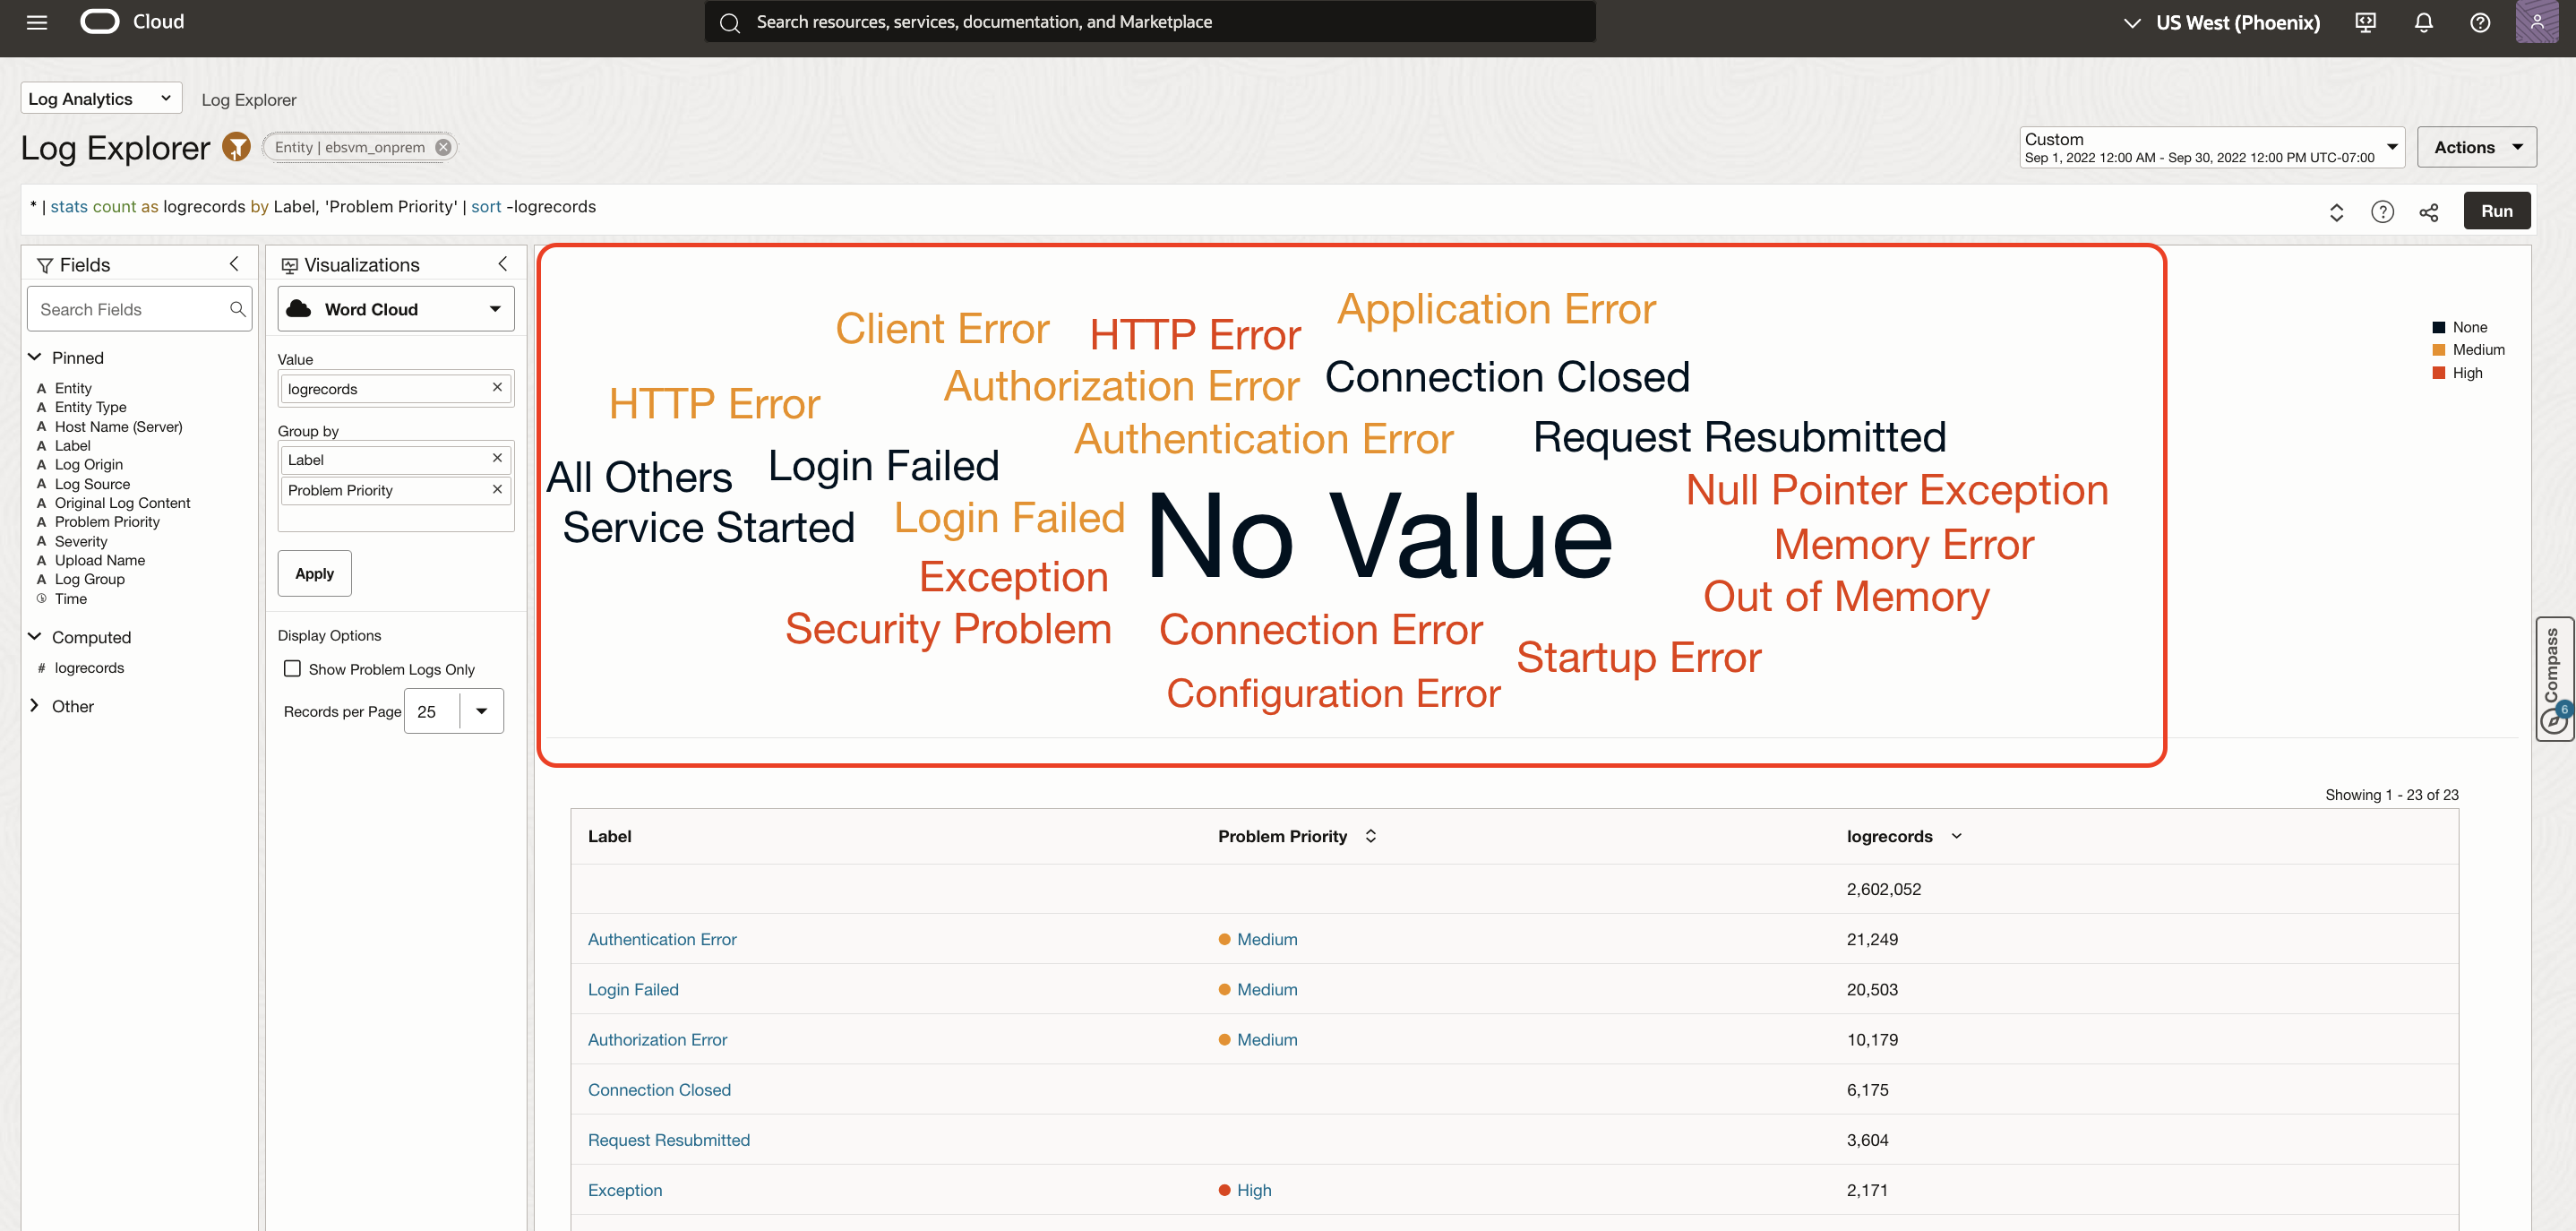 Cloud
Search resources, services, documentation, and Marketplace
US West (Phoenix)
Log Analytics
Log Explorer
Log Explorer
Entity | ebsvm_onprem
Custom
Sep 1, 2022 12:00 AM - Sep 30, 2022 12:00 PM UTC-07:00
Actions
* | stats count as logrecords by Label, 'Problem Priority' | sort -logrecords
Run
Fields
Search Fields
Pinned
A Entity
A Entity Type
A Host Name (Server)
A Label
A Log Origin
A Log Source
A Original Log Content
A Problem Priority
A Severity
A Upload Name
A Log Group
Time
Computed
# logrecords
Other
Visualizations
Word Cloud
Value
logrecords
Group by
Label
Problem Priority
Apply
Display Options
Show Problem Logs Only
Records per Page 25
Application Error
Client Error
HTTP Error
Connection Closed
Authorization Error
HTTP Error
Authentication Error
Request Resubmitted
Login Failed
All Others
Null Pointer Exception
Login Failed
Service Started
No Value
Memory Error
Exception
Out of Memory
Security Problem
Connection Error
Startup Error
Configuration Error
None
Medium
High
Compass
6
Showing 1 - 23 of 23
Label Problem Priority logrecords
2,602,052
Authentication Error Medium 21,249
Login Failed Medium 20,503
Authorization Error Medium 10,179
Connection Closed 6,175
Request Resubmitted 3,604
Exception High 2,171